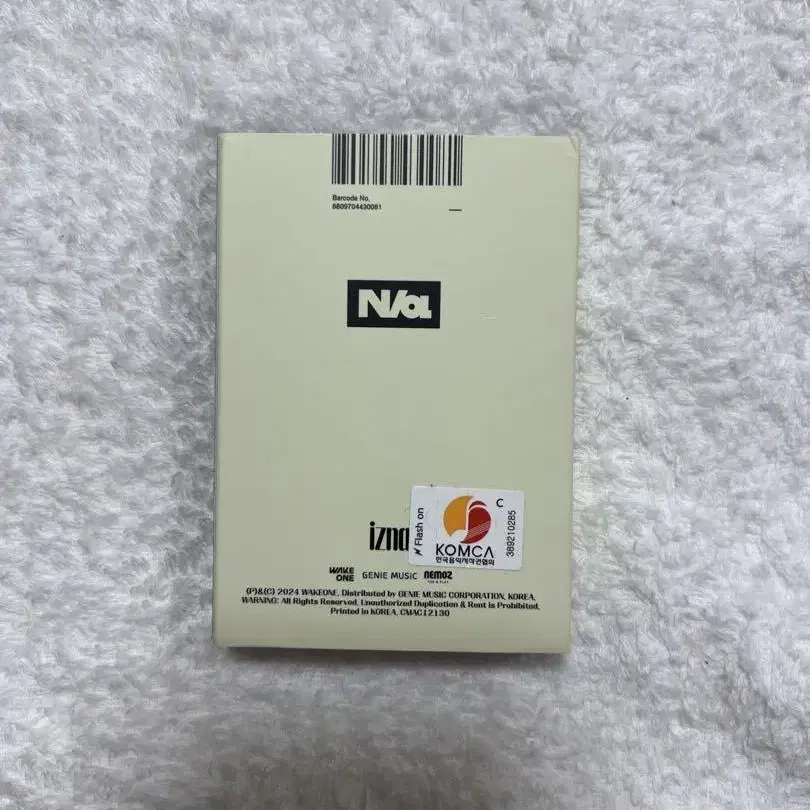 Barcode No.
8809704430081
N/a
izna
Flash on
C
KOMCA
한국음악저작권협회
389210285
WAKE
ONE
GENIE MUSIC
NEMOZ
(P)&(C) 2024 WAKEONE. Distributed by GENIE MUSIC CORPORATION, KOREA.
WARNING: All Rights Reserved. Unauthorized Duplication & Rent is Prohibited.
Printed in KOREA. CMAC12130